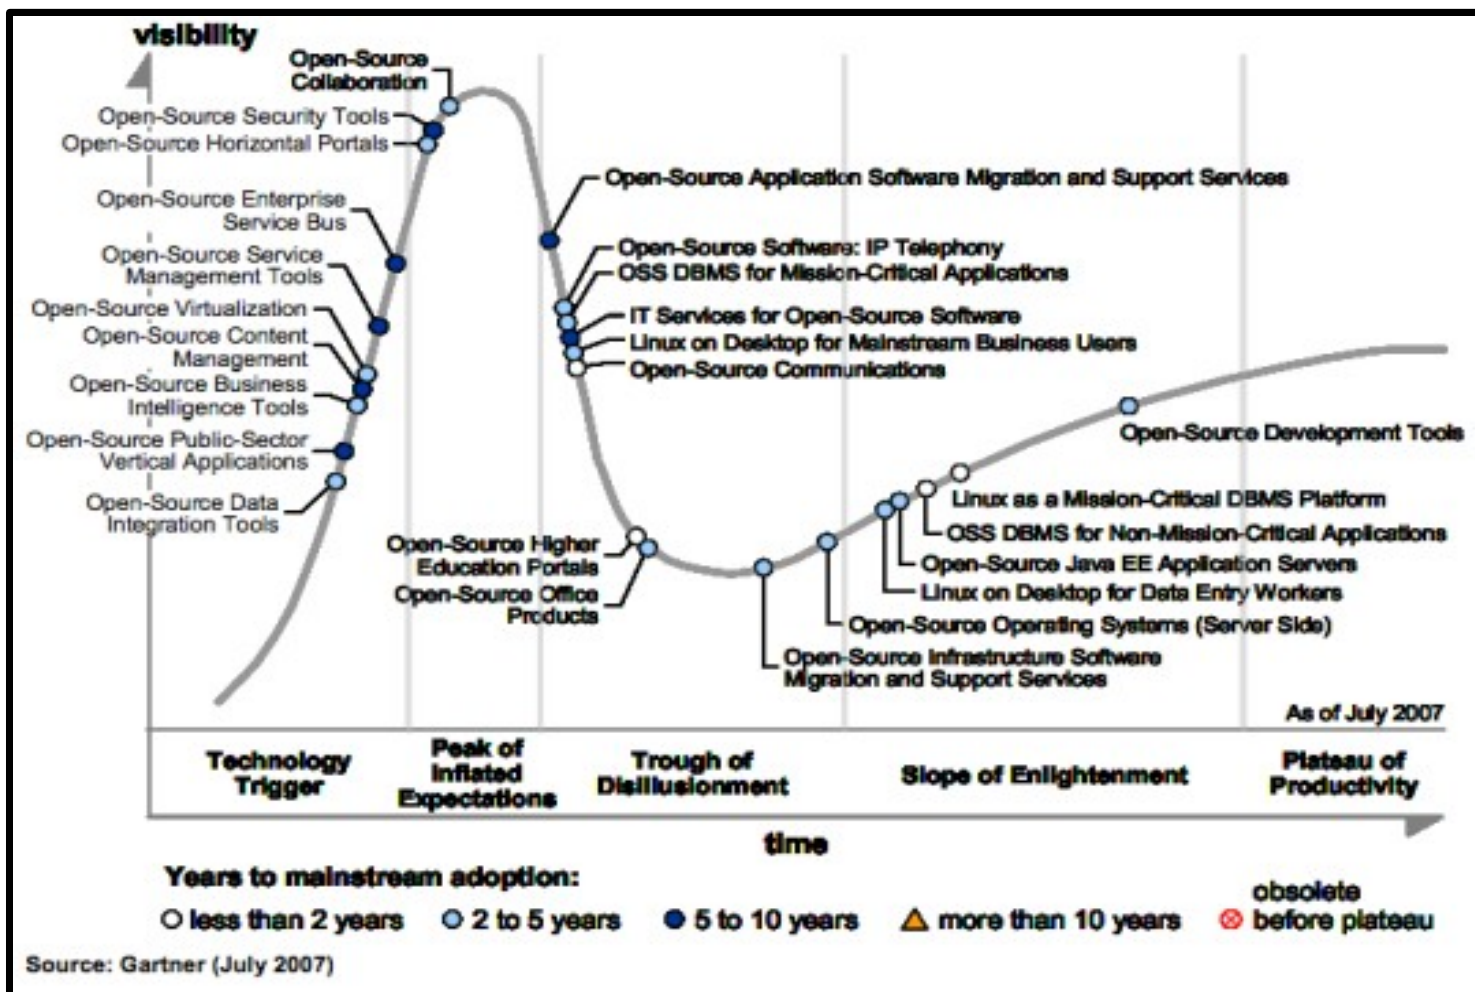 visibility
Open-Source
Collaboration
Open-Source Security Tools
Open-Source Horizontal Portals
Open-Source Enterprise
Service Bus
Open-Source Service
Management Tools
Open-Source Virtualization
Open-Source Content
Management
Open-Source Business
Intelligence Tools
Open-Source Public-Sector
Vertical Applications
Open-Source Data
Integration Tools
Open-Source Application Software Migration and Support Services
Open-Source Software: IP Telephony
OSS DBMS for Mission-Critical Applications
IT Services for Open-Source Software
Linux on Desktop for Mainstream Business Users
Open-Source Communications
Open-Source Higher
Education Portals
Open-Source Office
Products
Open-Source Development Tools
Linux as a Mission-Critical DBMS Platform
OSS DBMS for Non-Mission-Critical Applications
Open-Source Java EE Application Servers
Linux on Desktop for Data Entry Workers
Open-Source Operating Systems (Server Side)
Open-Source Infrastructure Software
Migration and Support Services
As of July 2007
Technology
Trigger
Peak of
Inflated
Expectations
Trough of
Disillusionment
Slope of Enlightenment
Plateau of
Productivity
time
Years to mainstream adoption:
less than 2 years
2 to 5 years
5 to 10 years
more than 10 years
obsolete
before plateau
Source: Gartner (July 2007)